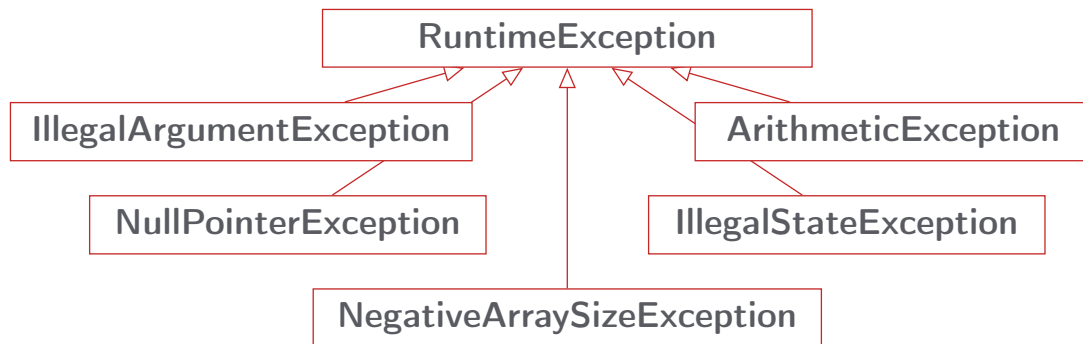 RuntimeException
IllegalArgumentException
ArithmeticException
NullPointerException
IllegalStateException
NegativeArraySizeException